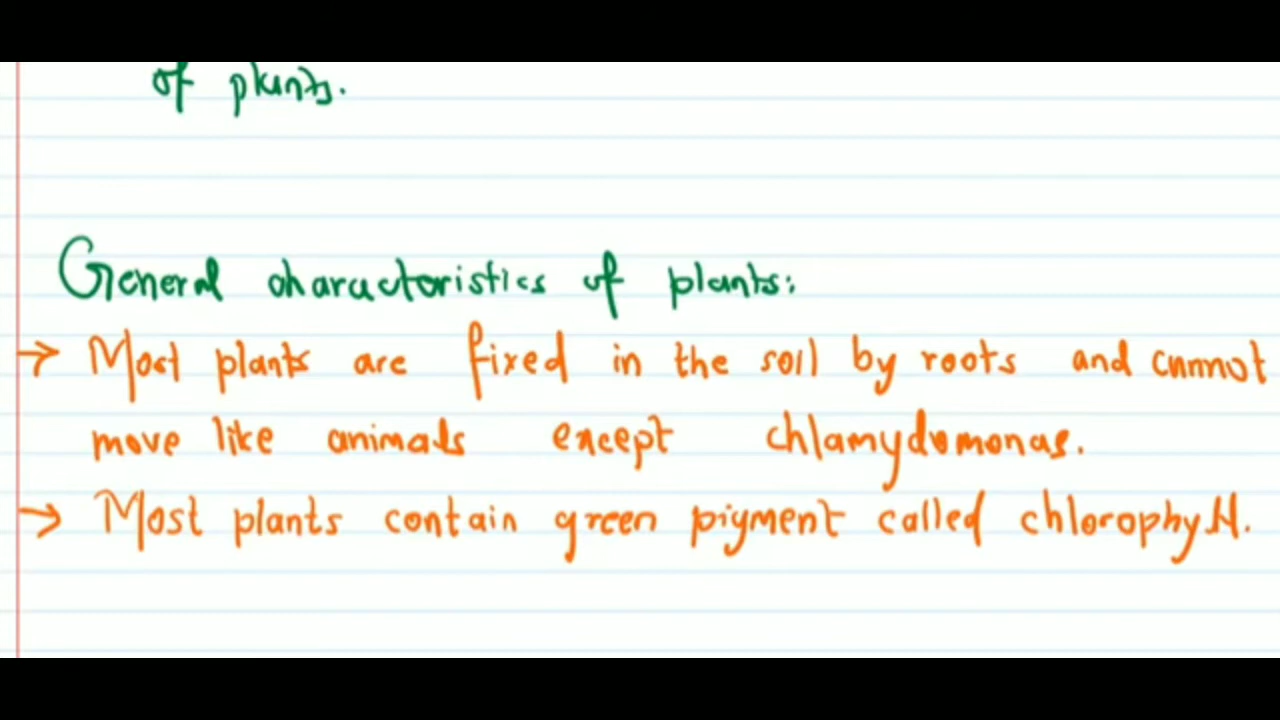 of plants.
General characteristics of plants:
→ Most plants are fixed in the soil by roots and cannot
move like animals except chlamydomonas.
→ Most plants contain green pigment called chlorophyll.